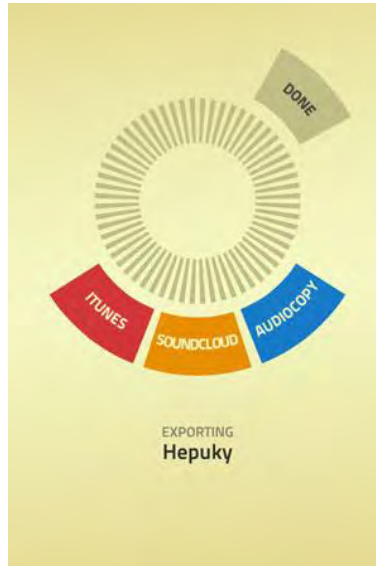 DONE
ITUNES
SOUNDCLOUD
AUDIOCOPY
EXPORTING
Hepuky